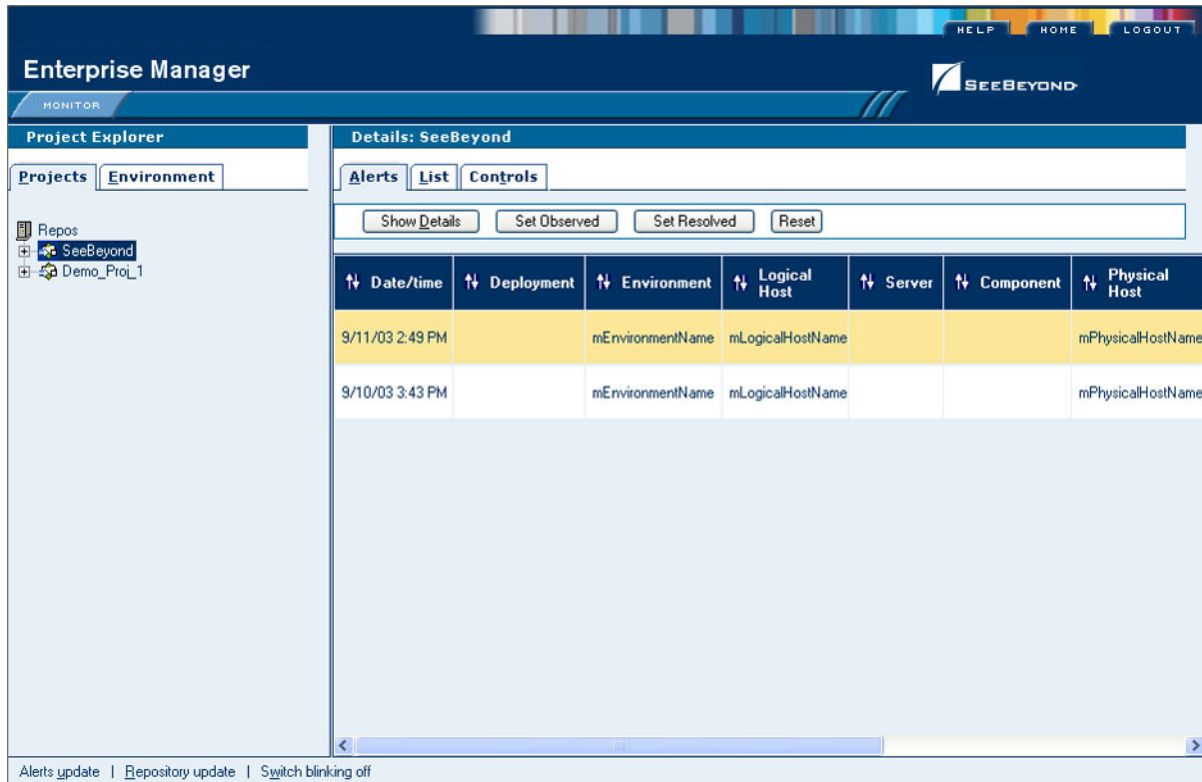 HELP HOME LOGOUT
Enterprise Manager
SEEBEYOND
MONITOR
Project Explorer
Projects Environment
Repos
SeeBeyond
Demo_Proj_1
Details: SeeBeyond
Alerts List Controls
Show Details Set Observed Set Resolved Reset
Date/time Deployment Environment Logical Host Server Component Physical Host
9/11/03 2:49 PM mEnvironmentName mLogicalHostName mPhysicalHostName
9/10/03 3:43 PM mEnvironmentName mLogicalHostName mPhysicalHostName
Alerts update | Repository update | Switch blinking off